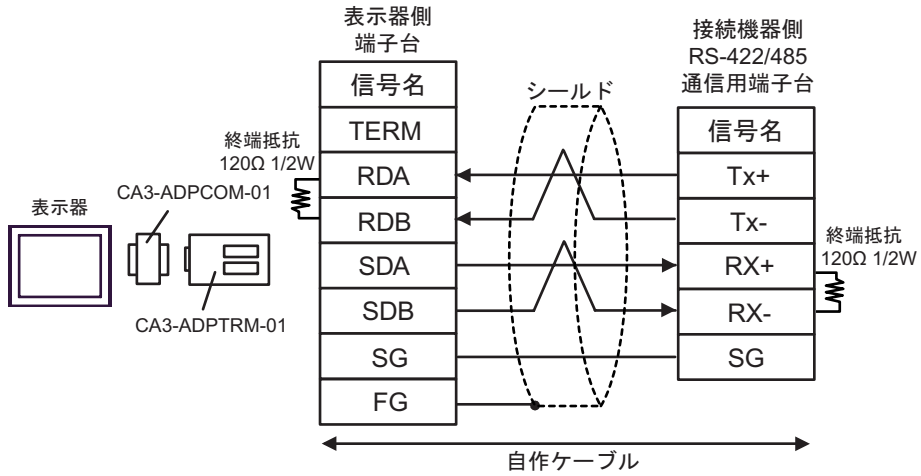 表示器側
端子台
接続機器側
RS-422/485
通信用端子台
シールド
信号名
TERM
RDA
RDB
SDA
SDB
SG
FG
信号名
Tx+
Tx-
RX+
RX-
SG
終端抵抗
120Ω 1/2W
終端抵抗
120Ω 1/2W
表示器
CA3-ADPCOM-01
CA3-ADPTRM-01
自作ケーブル